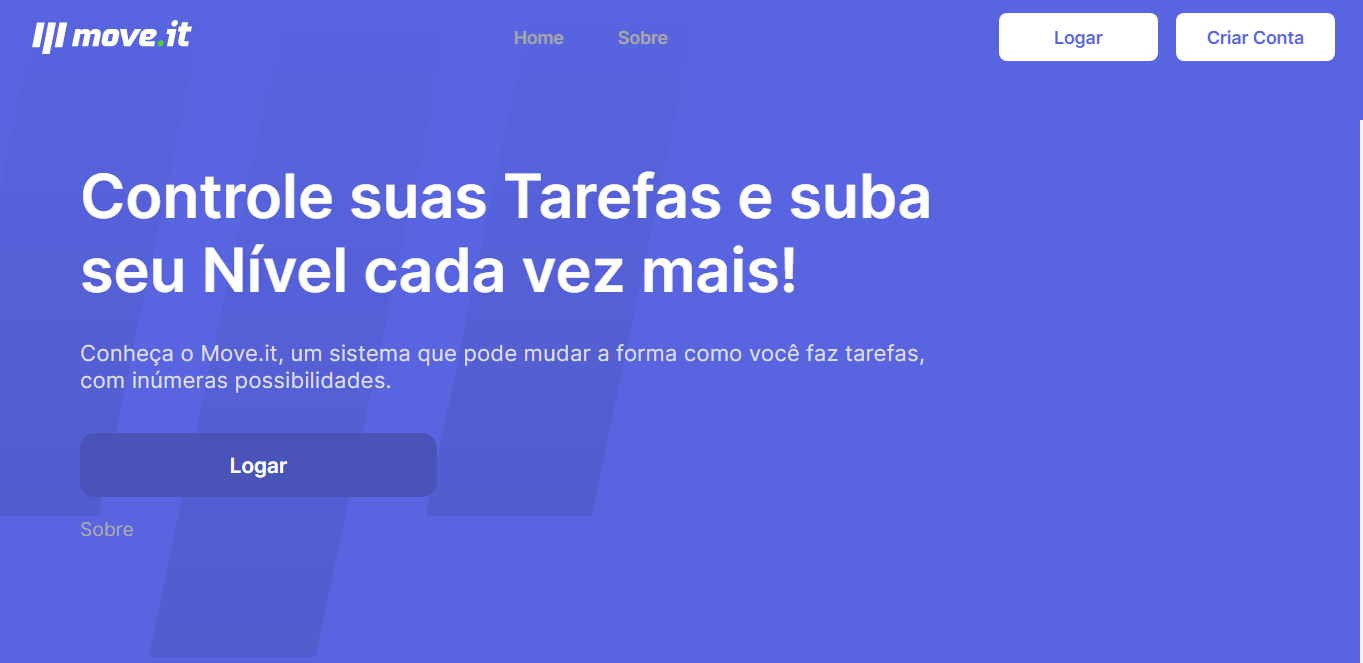 move.it
Home
Sobre
Logar
Criar Conta
Controle suas Tarefas e suba
seu Nível cada vez mais!
Conheça o Move.it, um sistema que pode mudar a forma como você faz tarefas,
com inúmeras possibilidades.
Logar
Sobre